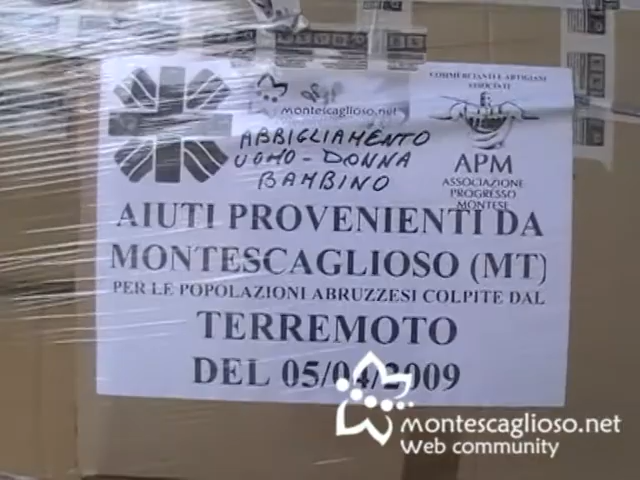 montescaglioso.net
COMMERCIANTI E ARTIGIANI
ASSOCIATI
ABBIGLIAMENTO
UOMO - DONNA
BAMBINO
APM
ASSOCIAZIONE
PROGRESSO
MONTESE
AIUTI PROVENIENTI DA
MONTESCAGLIOSO (MT)
PER LE POPOLAZIONI ABRUZZESI COLPITE DAL
TERREMOTO
DEL 05/04/2009
montescaglioso.net
Web community